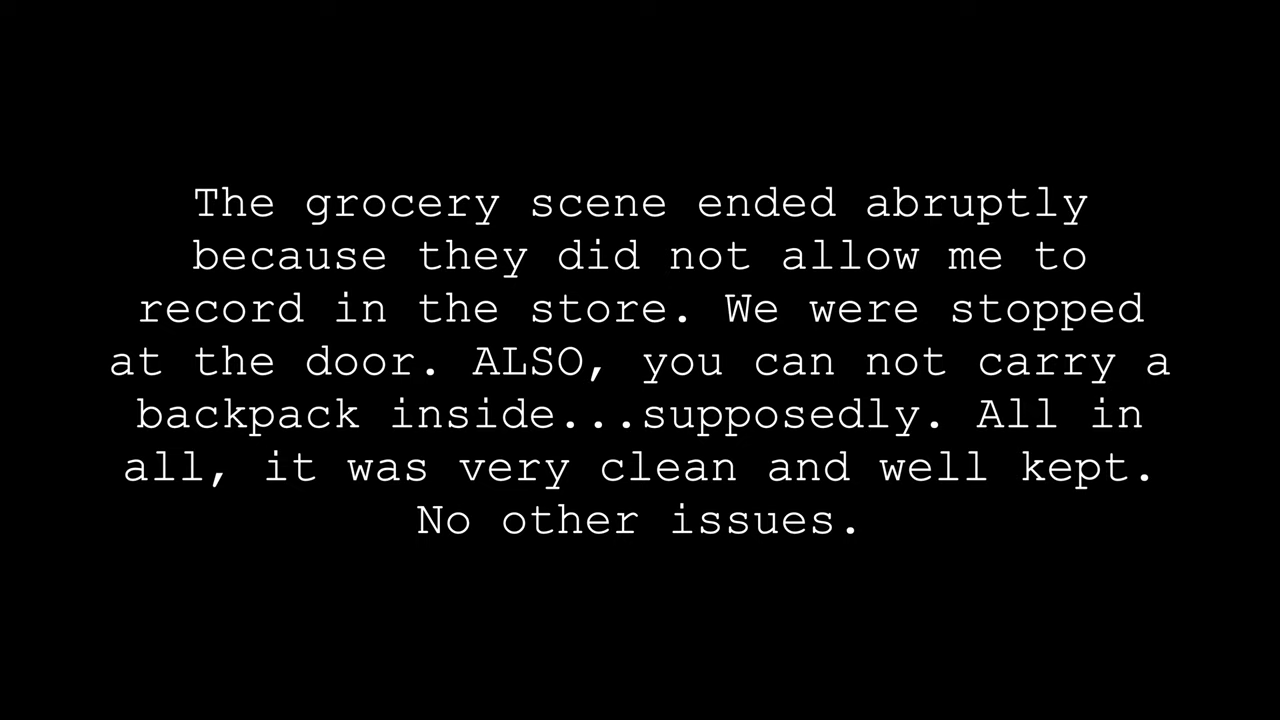 The grocery scene ended abruptly
because they did not allow me to
record in the store. We were stopped
at the door. ALSO, you can not carry a
backpack inside...supposedly. All in
all, it was very clean and well kept.
No other issues.